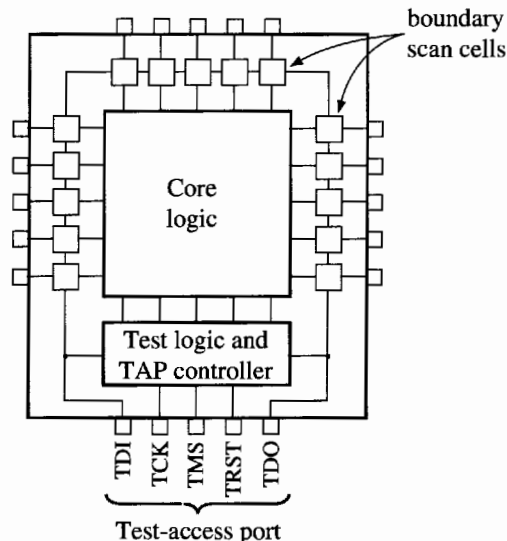 boundary
scan cells
Core
logic
Test logic and
TAP controller
TDI
TCK
TMS
TRST
TDO
Test-access port